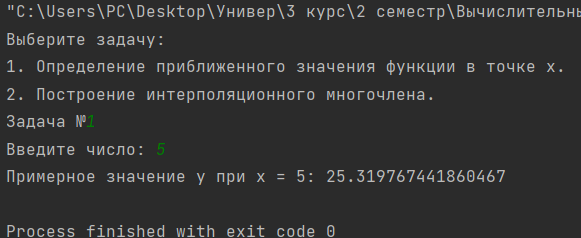 "C:\Users\PC\Desktop\Универ\3 курс\2 семестр\Вычислительны
Выберите задачу:
1. Определение приближенного значения функции в точке x.
2. Построение интерполяционного многочлена.
Задача №1
Введите число: 5
Примерное значение y при x = 5: 25.319767441860467
Process finished with exit code 0